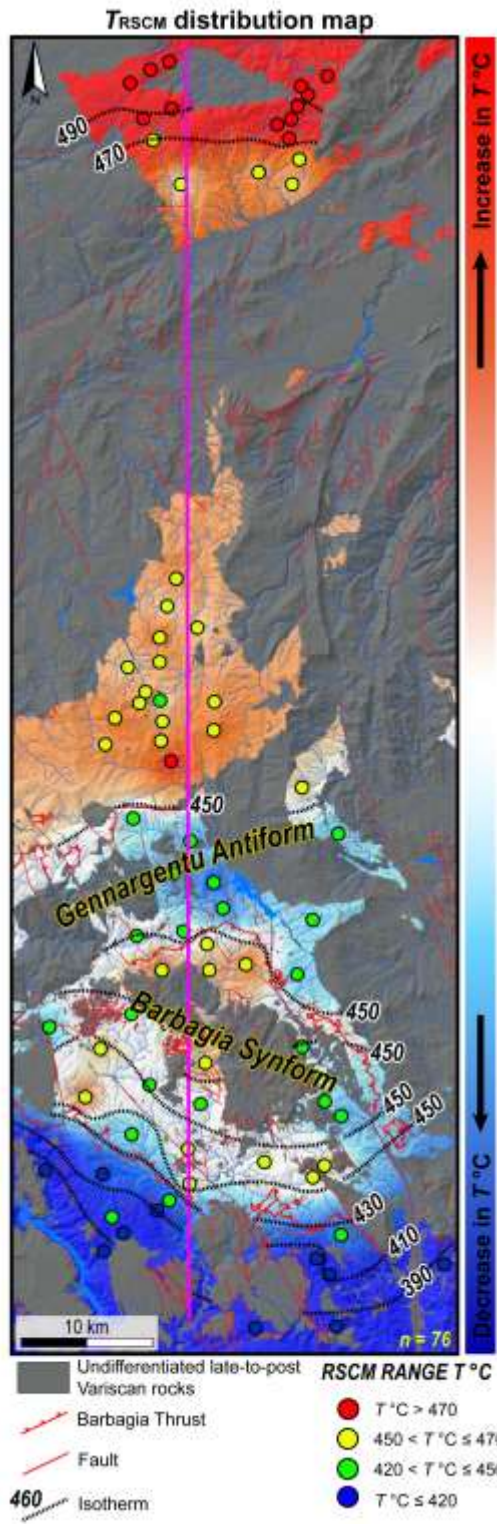 TRSCM distribution map
N
490
470
Increase in T °C
450
Gennargentu Antiform
450
Barbagia Synform
450
450
450
430
410
390
Decrease in T °C
10 km
n = 76
Undifferentiated late-to-post
Variscan rocks
Barbagia Thrust
Fault
460
Isotherm
RSCM RANGE T °C
T °C > 470
450 < T °C ≤ 470
420 < T °C ≤ 450
T °C ≤ 420